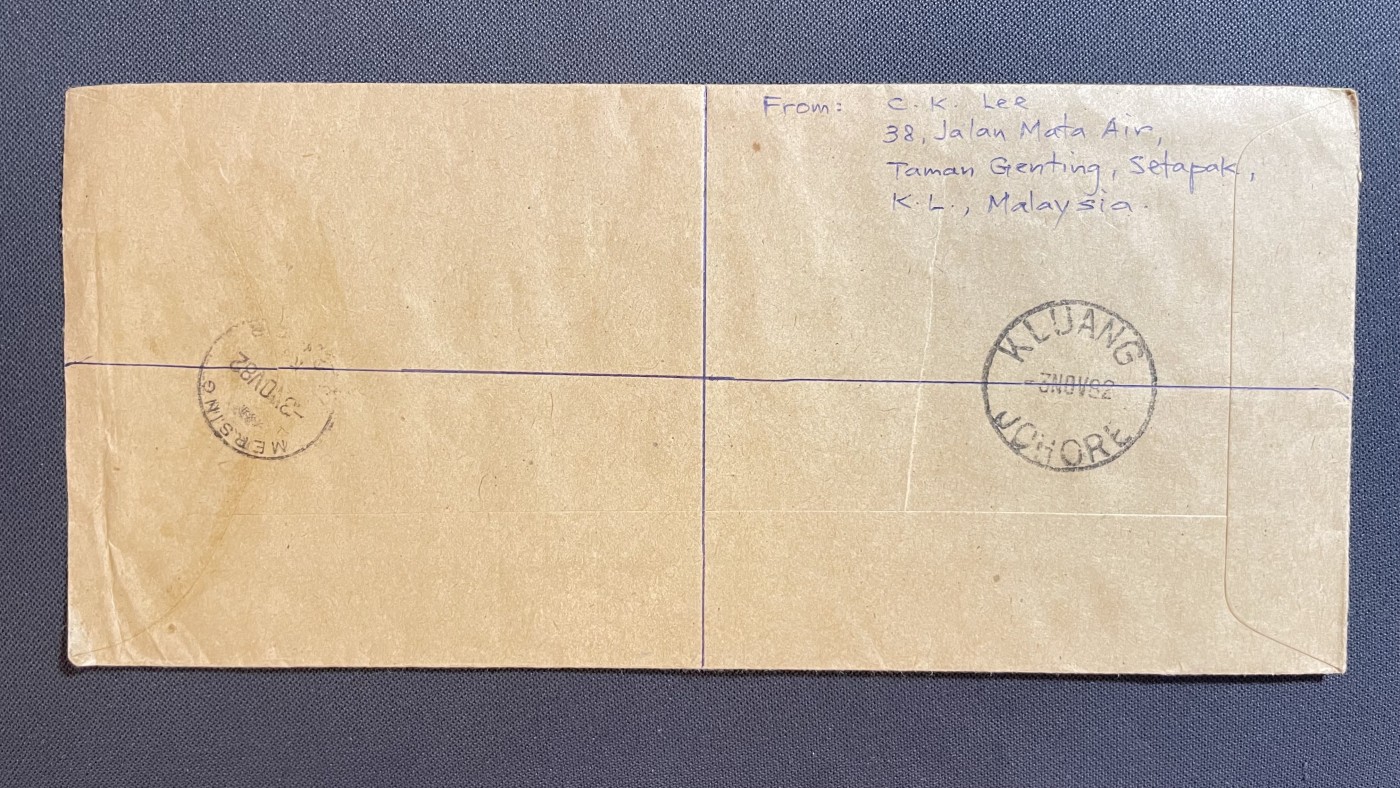 From: C. K. Lee
38, Jalan Mata Air,
Taman Genting, Setapak,
K.L., Malaysia.
KLUANG
-3NOV82
JOHORE
-3NOV82
MERSING